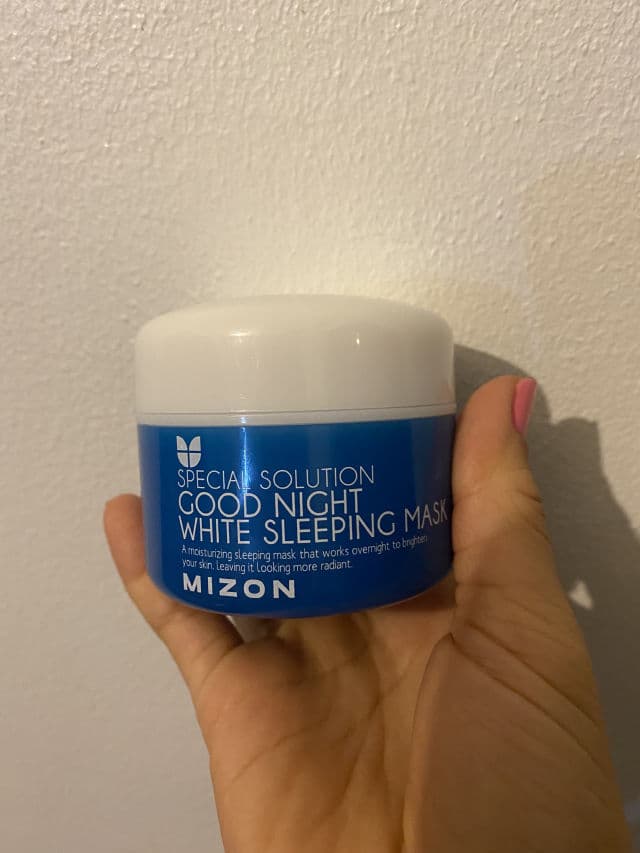 SPECIAL SOLUTION
GOOD NIGHT
WHITE SLEEPING MASK
A moisturizing sleeping mask that works overnight to brighten
your skin, leaving it looking more radiant.
MIZON